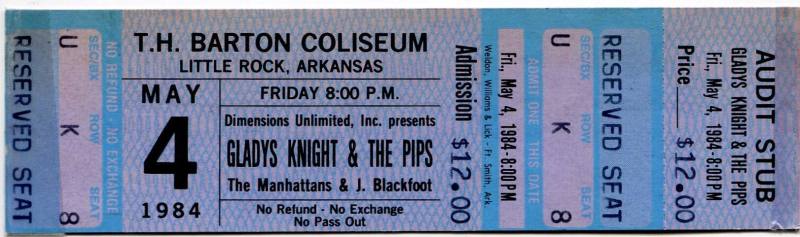 RESERVED SEAT
U K 8
SEC/BX ROW SEAT
NO REFUND - NO EXCHANGE
T.H. BARTON COLISEUM
LITTLE ROCK, ARKANSAS
MAY
4
1984
FRIDAY 8:00 P.M.
Dimensions Unlimited, Inc. presents
GLADYS KNIGHT & THE PIPS
The Manhattans & J. Blackfoot
No Refund - No Exchange
No Pass Out
Admission $12.00
Weldon, Williams & Lick - Ft. Smith, Ark
Fri., May 4, 1984 - 8:00 PM
ADMIT ONE THIS DATE
U K 8
SEC/BX ROW SEAT
RESERVED SEAT
Price $12.00
Fri., May 4, 1984 - 8:00 PM
GLADYS KNIGHT & THE PIPS
AUDIT STUB